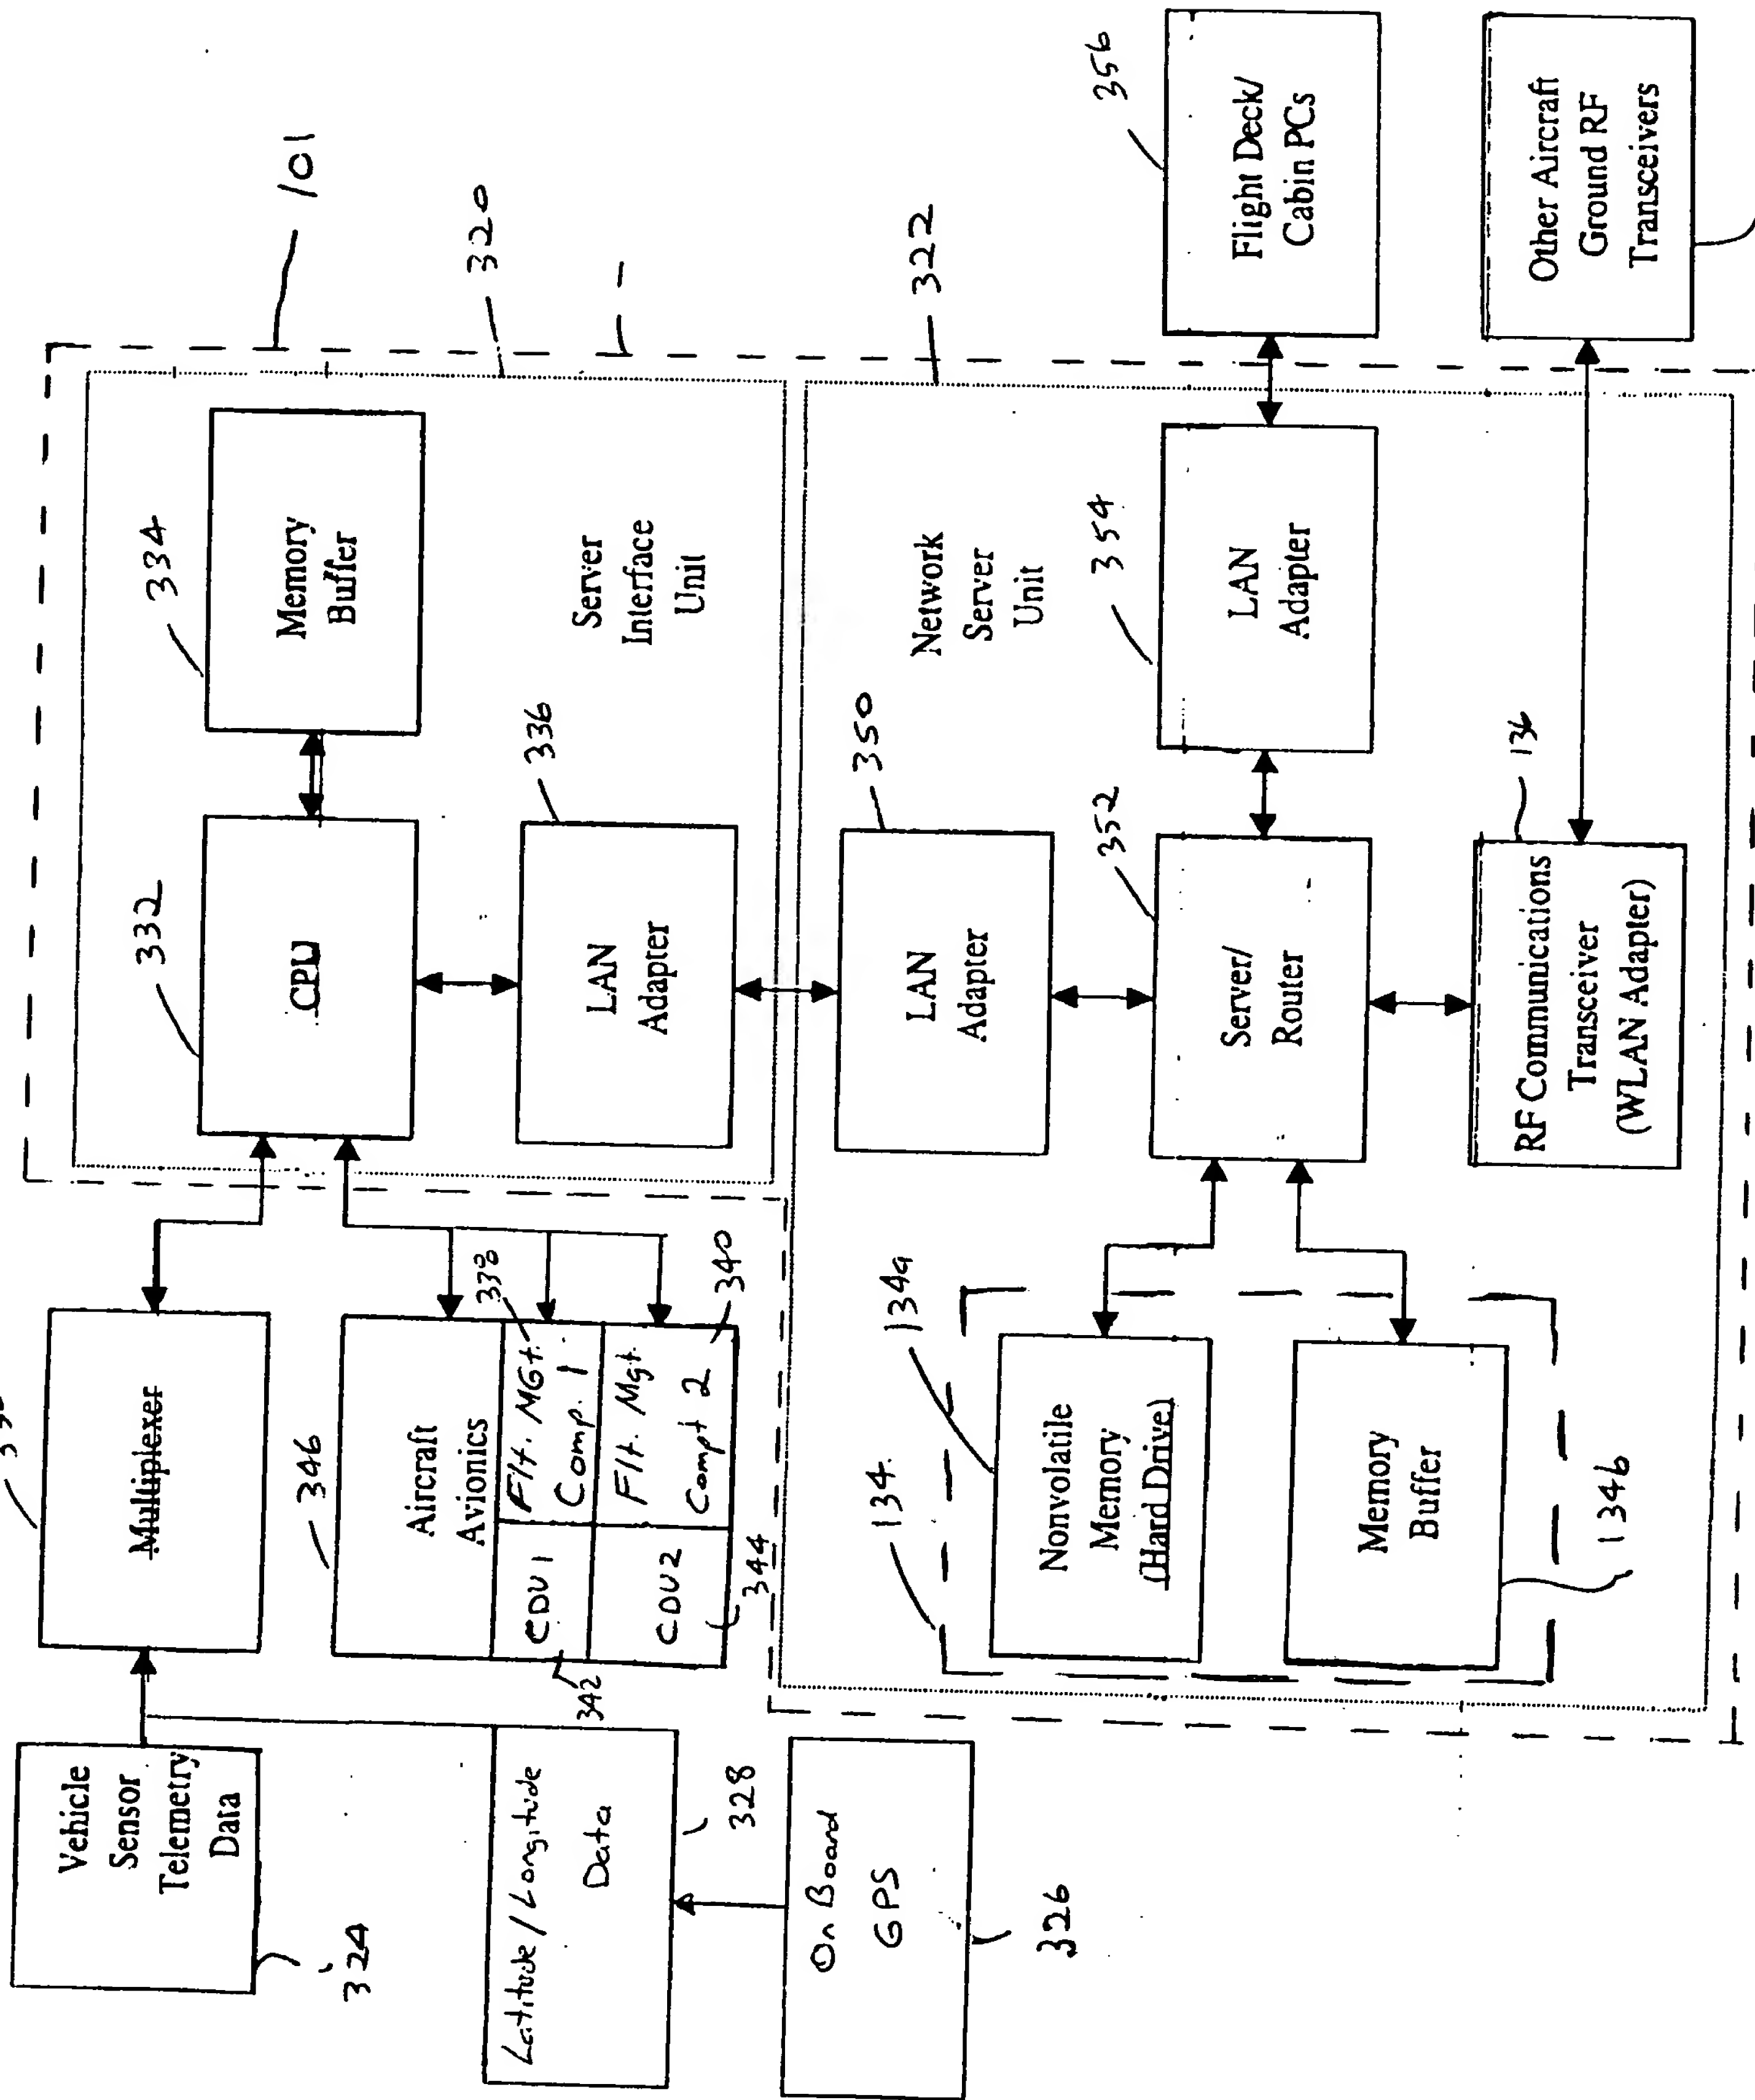 324
Vehicle
Sensor
Telemetry
Data
Multiplexer
332
CPU
334
Memory
Buffer
101
320
Latitude/Longitude
Data
328
346
Aircraft
Avionics
338
Flt. MGt.
Comp. 1
CDU 1
342
Flt. Mgt
Compt 2
340
CDU2
344
336
LAN
Adapter
Server
Interface
Unit
On Board
GPS
326
322
350
LAN
Adapter
Network
Server
Unit
134
134a
Nonvolatile
Memory
(Hard Drive)
352
Server/
Router
354
LAN
Adapter
356
Flight Deck/
Cabin PCs
Memory
Buffer
134b
136
RF Communications
Transceiver
(WLAN Adapter)
Other Aircraft
Ground RF
Transceivers